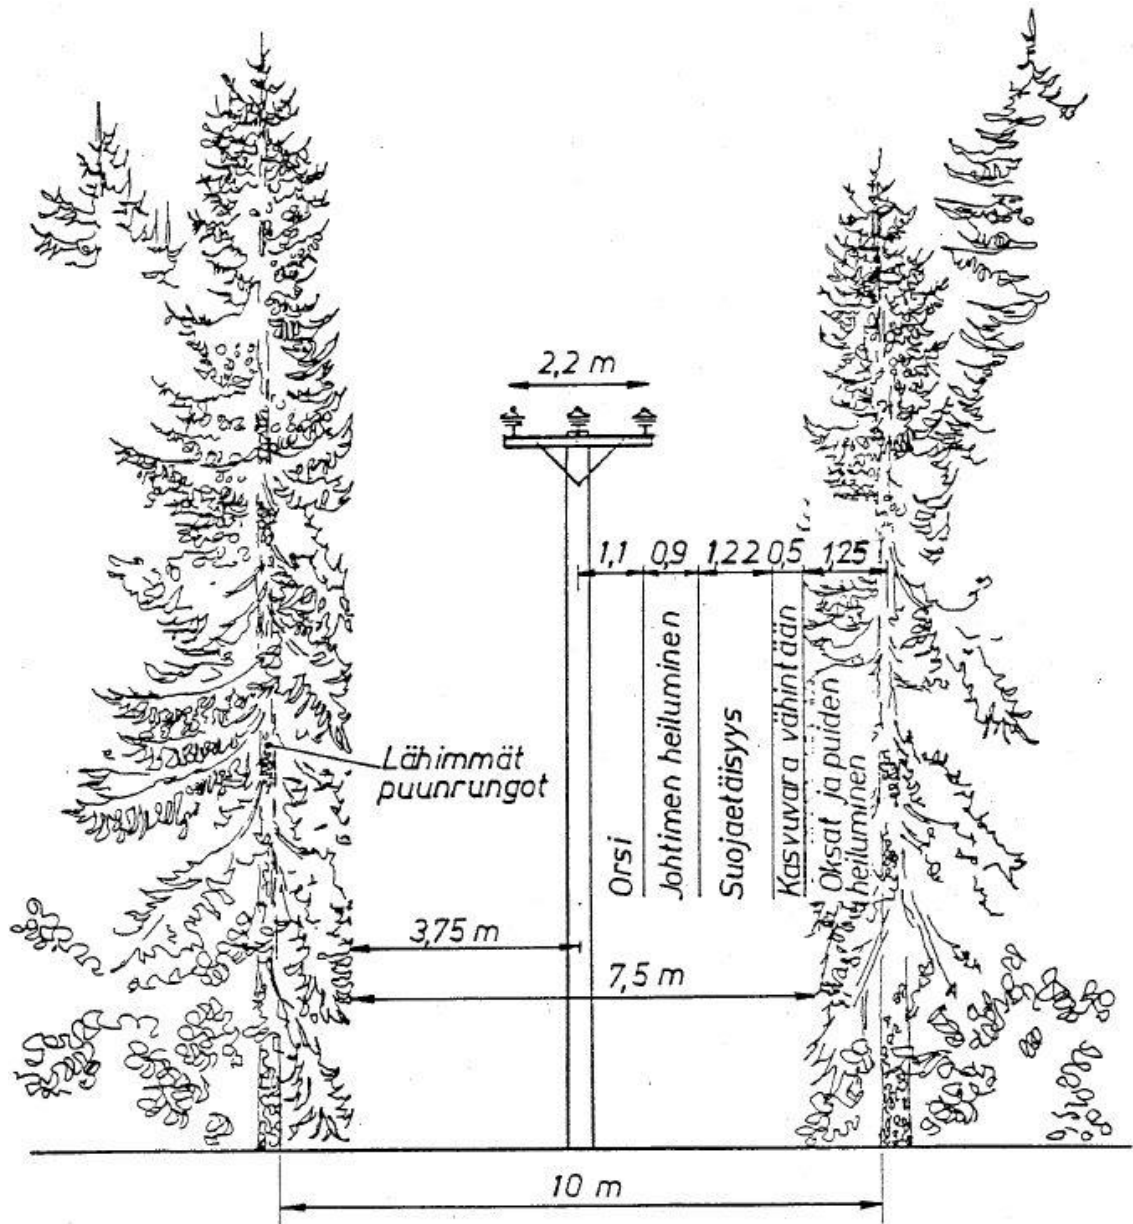 2,2 m
1,1 0,9 1,22 0,5 1,25
Orsi
Johtimen heiluminen
Suojaetäisyys
Kasvuvara vähintään
Oksat ja puiden
heiluminen
Lähimmät
puunrungot
3,75 m
7,5 m
10 m